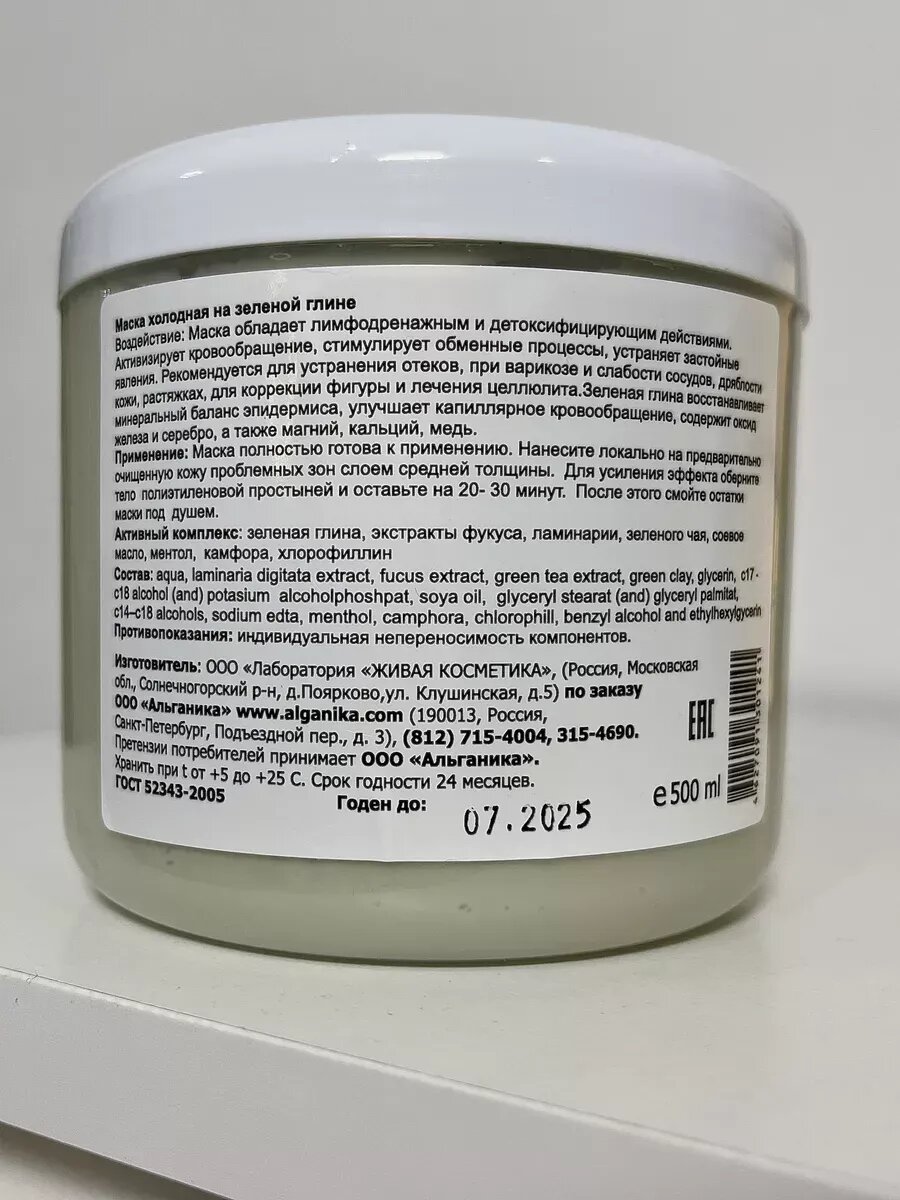 Маска холодная на зеленой глине
Воздействие: Маска обладает лимфодренажным и детоксифицирующим действиями.
Активизирует кровообращение, стимулирует обменные процессы, устраняет застойные
явления. Рекомендуется для устранения отеков, при варикозе и слабости сосудов, дряблости
кожи, растяжках, для коррекции фигуры и лечения целлюлита.Зеленая глина восстанавливает
минеральный баланс эпидермиса, улучшает капиллярное кровообращение, содержит оксид
железа и серебро, а также магний, кальций, медь.
Применение: Маска полностью готова к применению. Нанесите локально на предварительно
очищенную кожу проблемных зон слоем средней толщины. Для усиления эффекта оберните
тело полиэтиленовой простыней и оставьте на 20- 30 минут. После этого смойте остатки
маски под душем.
Активный комплекс: зеленая глина, экстракты фукуса, ламинарии, зеленого чая, соевое
масло, ментол, камфора, хлорофиллин
Состав: aqua, laminaria digitata extract, fucus extract, green tea extract, green clay, glycerin, c17-
c18 alcohol (and) potasium alcoholphoshpat, soya oil, glyceryl stearat (and) glyceryl palmitat,
c14–c18 alcohols, sodium edta, menthol, camphora, chlorophill, benzyl alcohol and ethylhexylglycerin
Противопоказания: индивидуальная непереносимость компонентов.
Изготовитель: ООО «Лаборатория «ЖИВАЯ КОСМЕТИКА», (Россия, Московская
обл., Солнечногорский р-н, д.Поярково,ул. Клушинская, д.5) по заказу
ООО «Альганика» www.alganika.com (190013, Россия,
Санкт-Петербург, Подъездной пер., д. 3), (812) 715-4004, 315-4690.
Претензии потребителей принимает ООО «Альганика».
Хранить при t от +5 до +25 С. Срок годности 24 месяцев.
ГОСТ 52343-2005
Годен до: 07.2025
EAC
e 500 ml